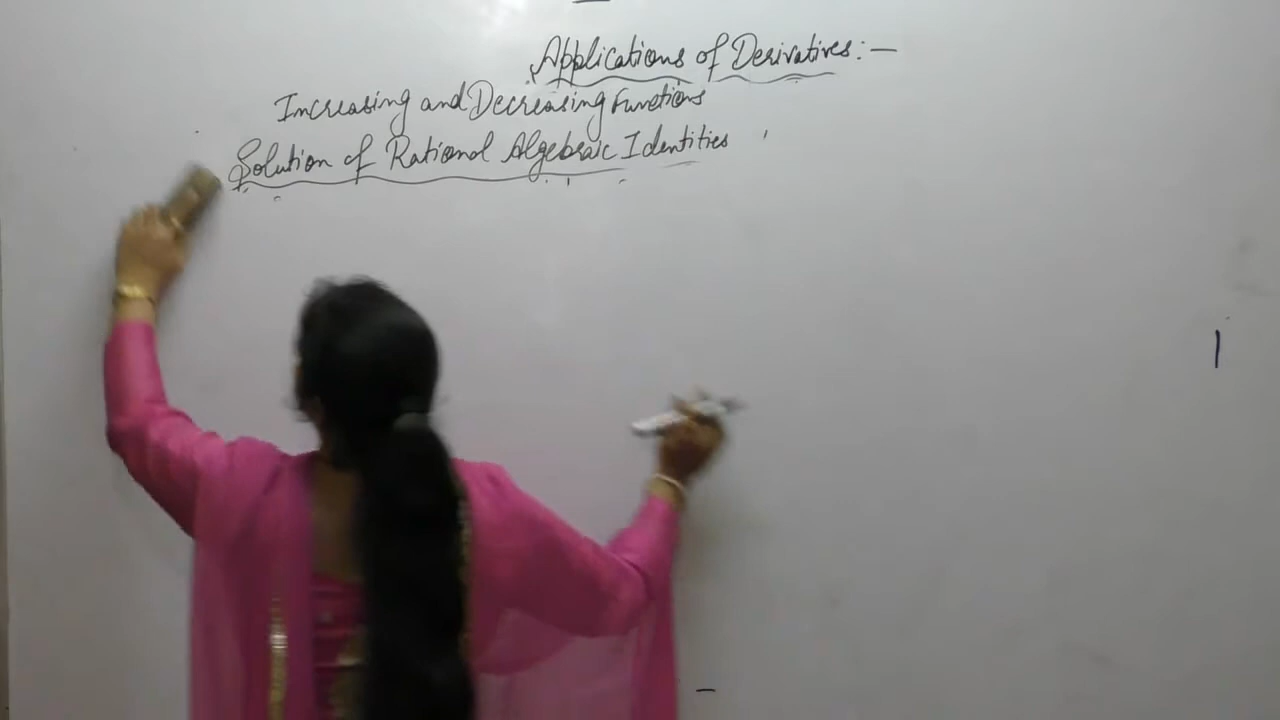 Applications of Derivatives:-
Increasing and Decreasing Functions
Solution of Rational Algebraic Identities